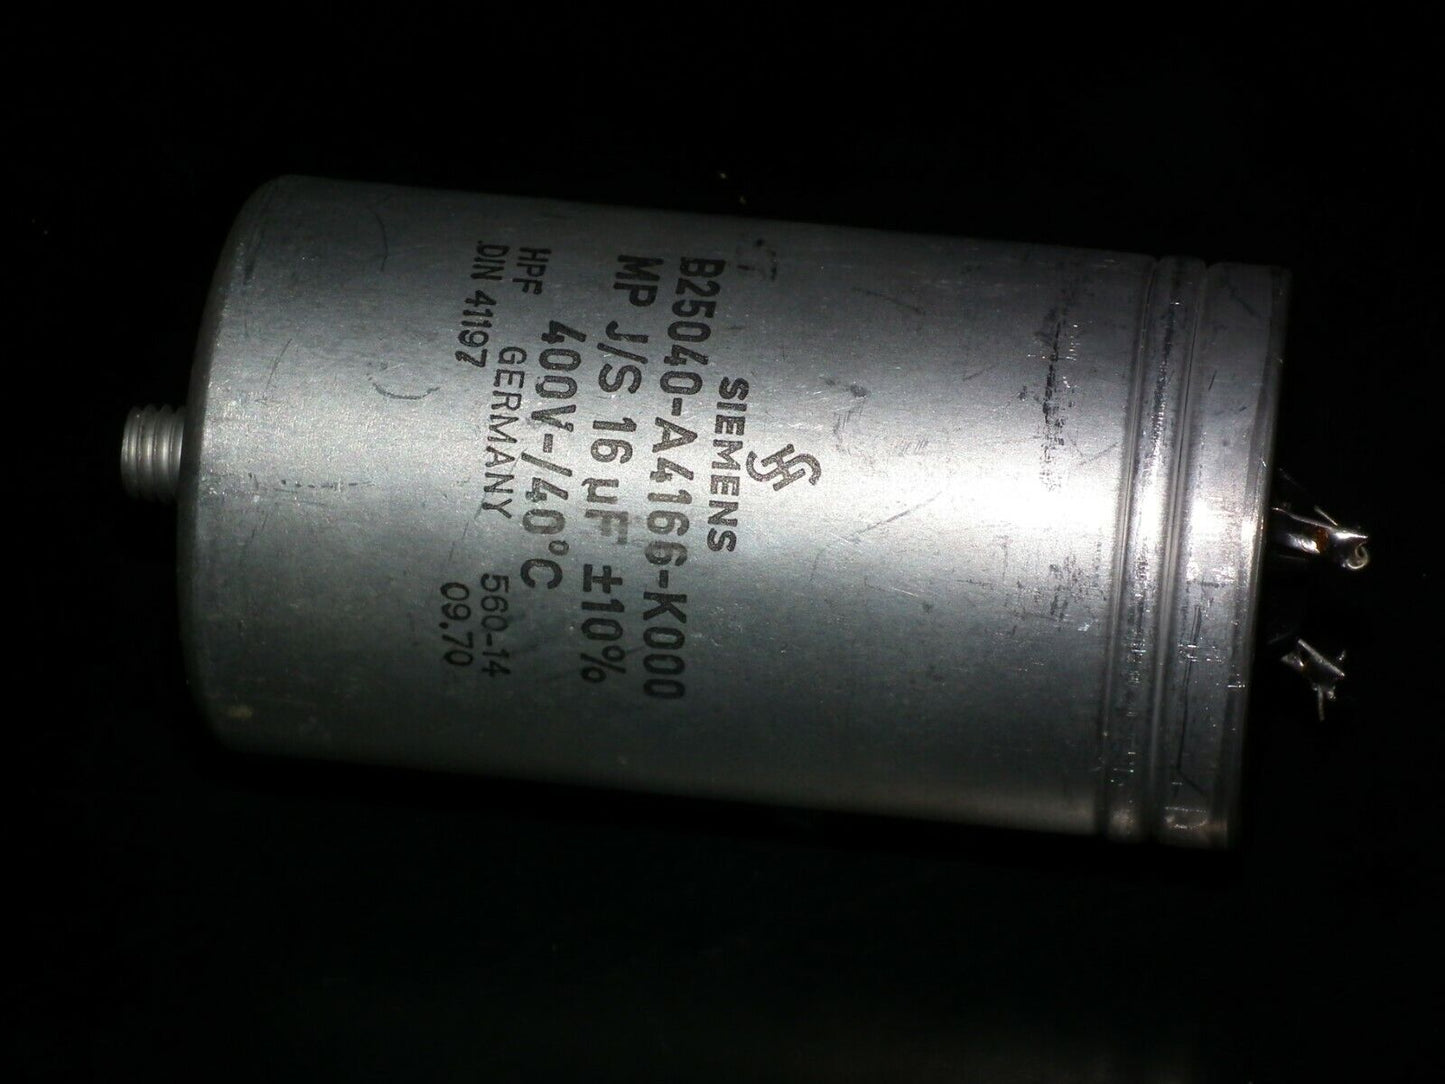 SIEMENS
B25040-A4166-K000
MP J/S 16 µF ±10%
400V-/40°C
HPF GERMANY 560-14
DIN 41197 09.70